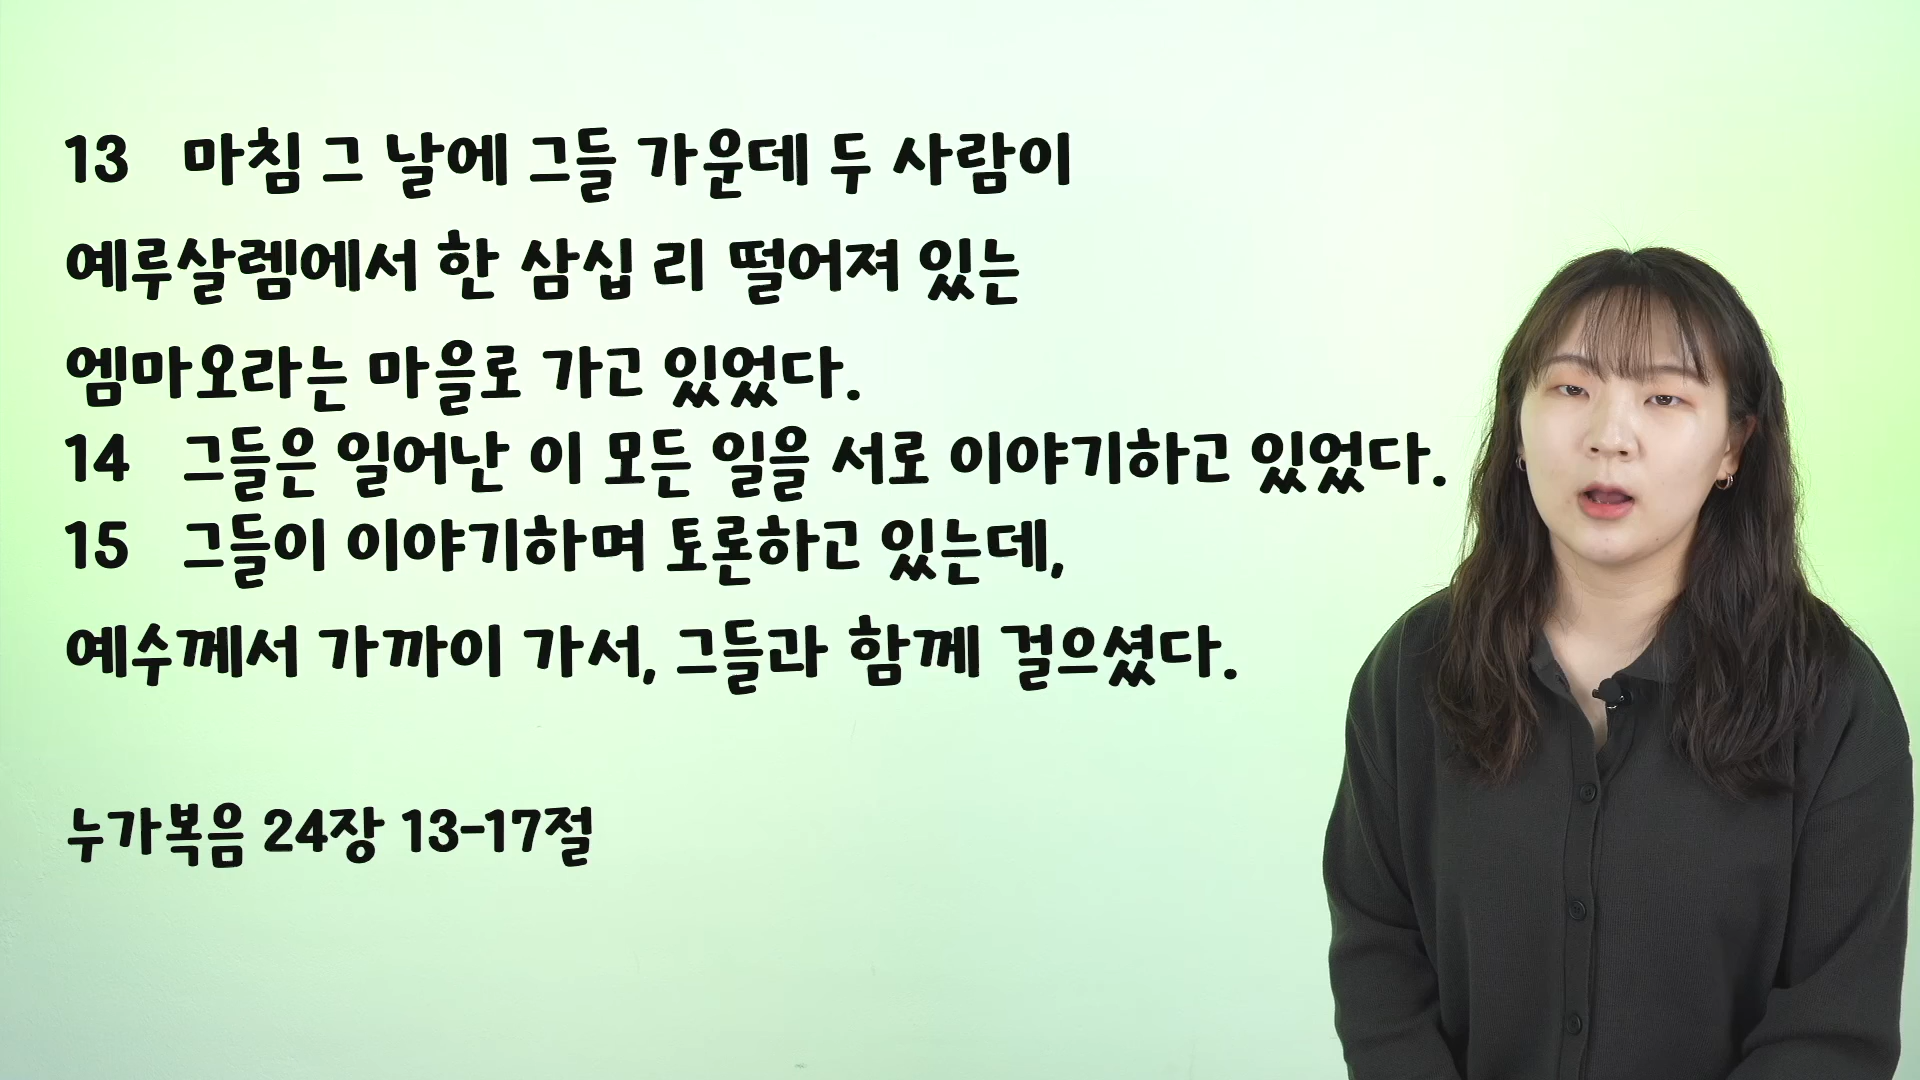 13 마침 그 날에 그들 가운데 두 사람이
예루살렘에서 한 삼십 리 떨어져 있는
엠마오라는 마을로 가고 있었다.
14 그들은 일어난 이 모든 일을 서로 이야기하고 있었다.
15 그들이 이야기하며 토론하고 있는데,
예수께서 가까이 가서, 그들과 함께 걸으셨다.
누가복음 24장 13-17절